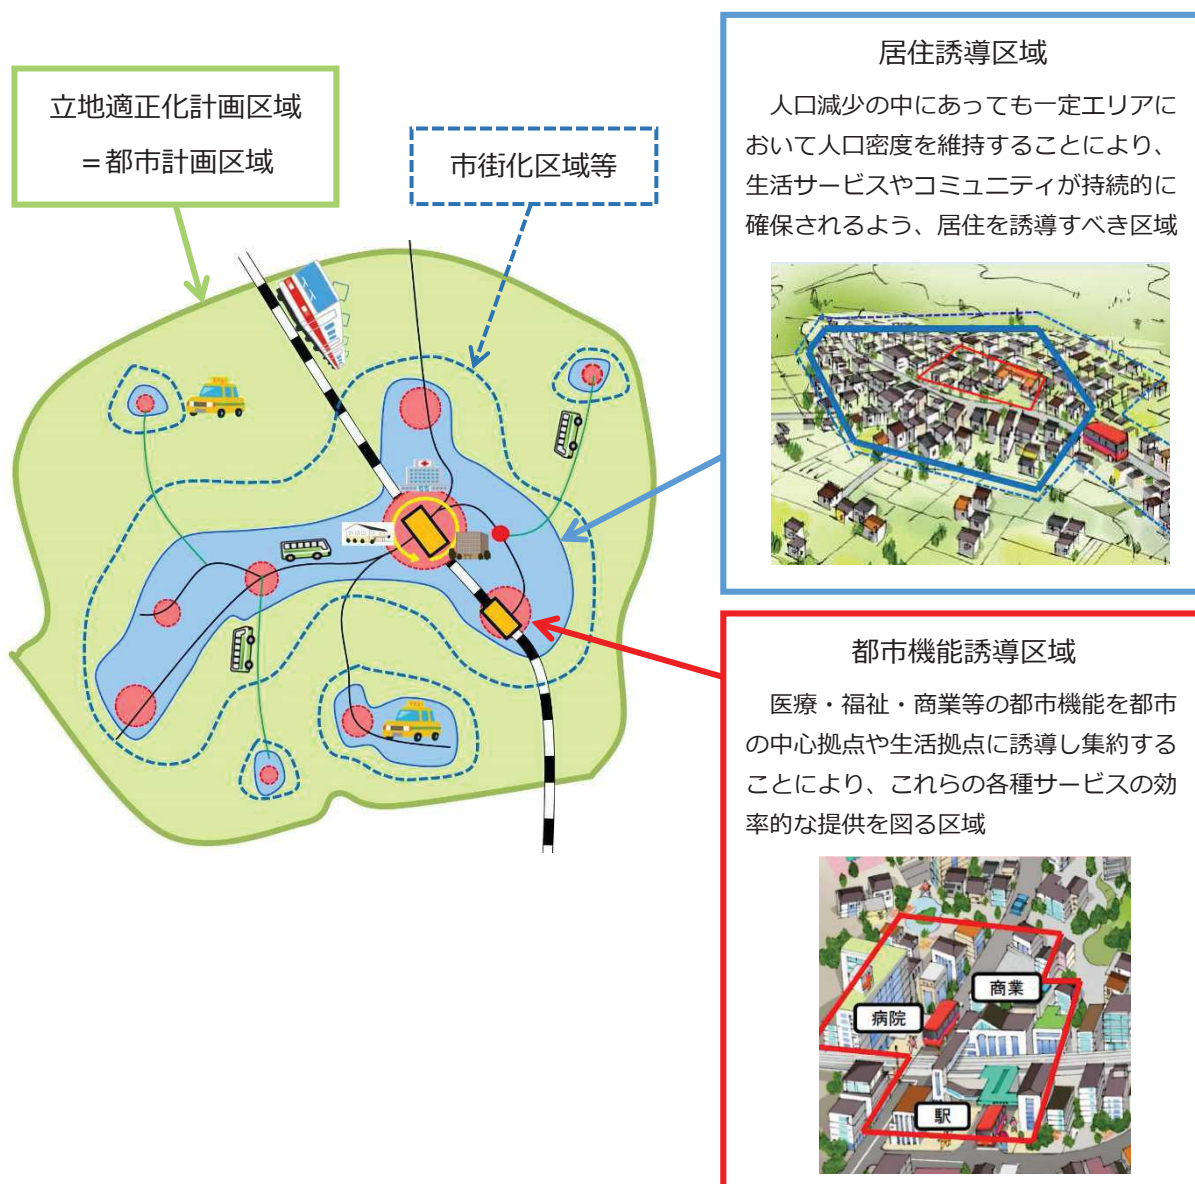 立地適正化計画区域
＝都市計画区域
市街化区域等
居住誘導区域
人口減少の中にあっても一定エリアに
おいて人口密度を維持することにより、
生活サービスやコミュニティが持続的に
確保されるよう、居住を誘導すべき区域
都市機能誘導区域
医療・福祉・商業等の都市機能を都市
の中心拠点や生活拠点に誘導し集約する
ことにより、これらの各種サービスの効
率的な提供を図る区域
商業
病院
駅
TAXI
TAXI